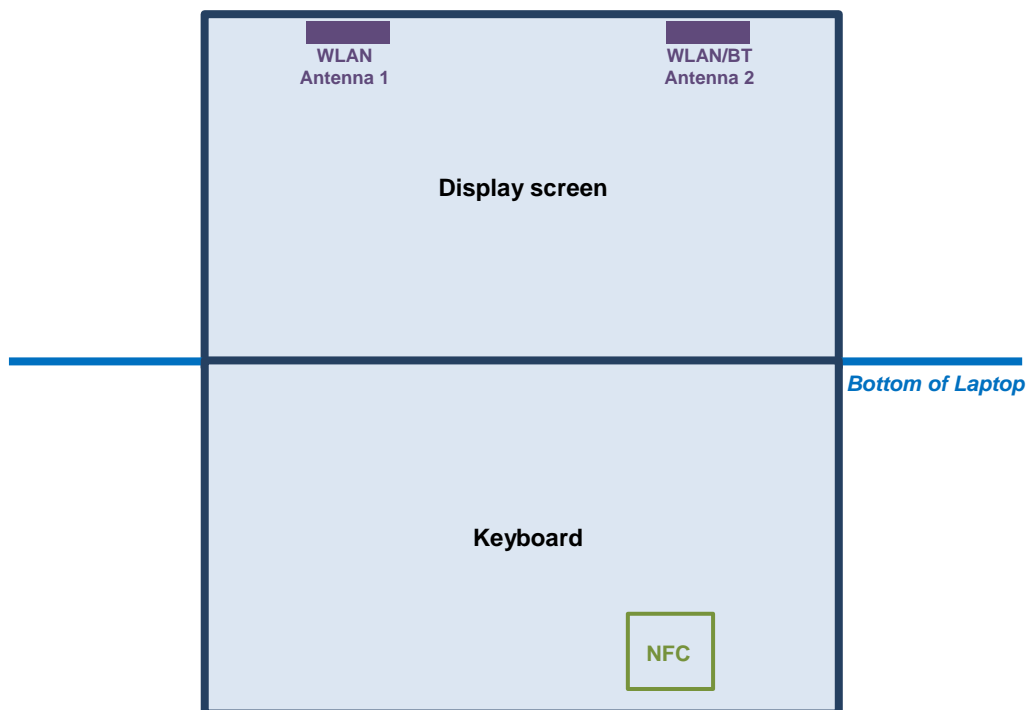 WLAN
Antenna 1
WLAN/BT
Antenna 2
Display screen
Bottom of Laptop
Keyboard
NFC